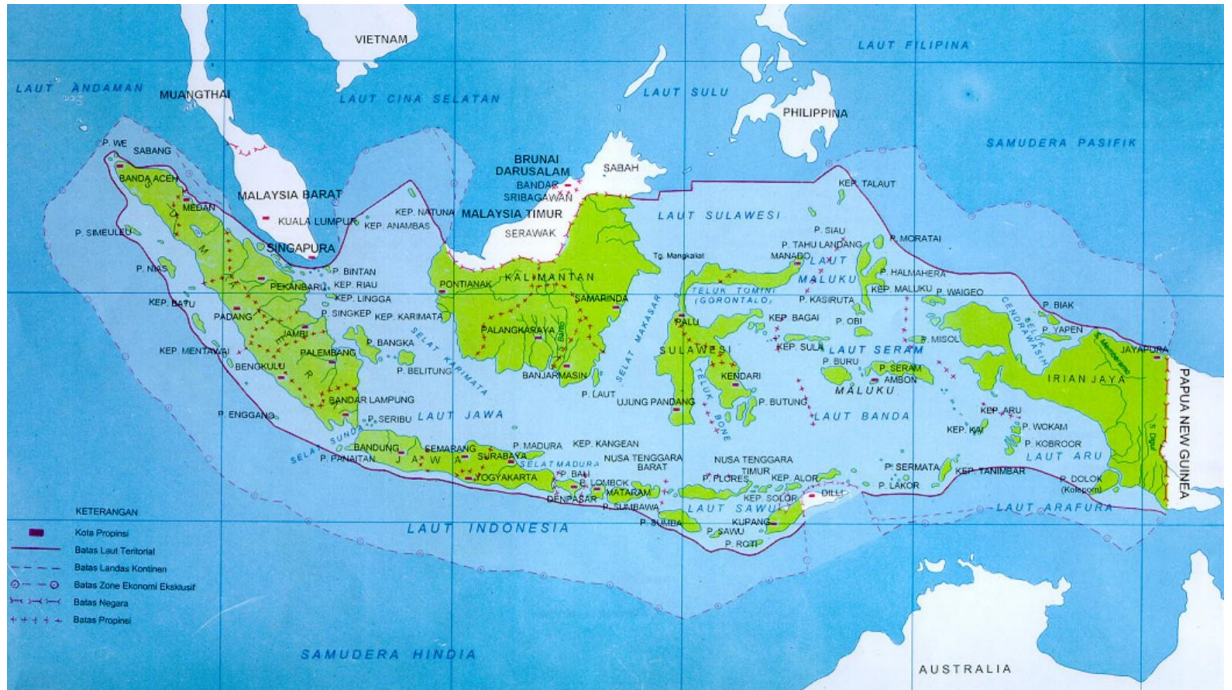 VIETNAM
LAUT FILIPINA
LAUT ANDAMAN
MUANGTHAI
LAUT CINA SELATAN
LAUT SULU
PHILIPPINA
SAMUDERA PASIFIK
P. WE
SABANG
BANDA ACEH
MEDAN
MALAYSIA BARAT
KUALA LUMPUR
SINGAPURA
BRUNAI
DARUSALAM
BANDAR
SRIBAGAWAN
SABAH
MALAYSIA TIMUR
SERAWAK
KEP. NATUNA
KEP. ANAMBAS
KEP. TALAUT
LAUT SULAWESI
P. SIAU
P. TAHU LANDANG
MANADO
P. MORATAI
LAUT
MALUKU
P. HALMAHERA
KEP. MALUKU
P. WAIGEO
P. SIMEULEU
P. NIAS
KEP. BATU
SUMATERA
PEKANBARU
P. BINTAN
KEP. RIAU
KEP. LINGGA
P. SINGKEP
KEP. KARIMATA
PONTIANAK
KALIMANTAN
SAMARINDA
PALANGKARAYA
S. Barito
BANJARMASIN
P. LAUT
Tg. Mangkaliat
SELAT MAKASAR
TELUK TOMINI
(GORONTALO)
PALU
SULAWESI
KENDARI
TELUK BONE
UJUNG PANDANG
P. BUTUNG
P. KASIRUTA
KEP. BAGAI
P. OBI
KEP. SULA
LAUT SERAM
P. MISOL
P. BURU
P. SERAM
AMBON
MALUKU
CENDRAWASIH
P. BIAK
P. YAPEN
S. Memberamo
JAYAPURA
IRIAN JAYA
PAPUA NEW GUINEA
S. Digul
PADANG
JAMBI
PALEMBANG
P. BANGKA
P. BELITUNG
SELAT KARIMATA
KEP. MENTAWAI
BENGKULU
BANDAR LAMPUNG
P. ENGGANO
P. SERIBU
SELAT SUNDA
P. PANAITAN
LAUT JAWA
BANDUNG
SEMARANG
JAWA
SURABAYA
YOGYAKARTA
P. MADURA
SELAT MADURA
KEP. KANGEAN
P. BALI
DENPASAR
P. LOMBOK
MATARAM
P. SUMBAWA
NUSA TENGGARA
BARAT
NUSA TENGGARA
TIMUR
P. FLORES
KEP. ALOR
KEP. SOLOR
DILLI
P. SUMBA
LAUT SAWU
KUPANG
P. SAWU
P. ROTI
LAUT BANDA
P. SERMATA
P. LAKOR
KEP. TANIMBAR
KEP. KAI
KEP. ARU
P. WOKAM
P. KOBROOR
LAUT ARU
P. DOLOK
(Kolepom)
LAUT ARAFURA
LAUT INDONESIA
SAMUDERA HINDIA
AUSTRALIA
KETERANGAN
Kota Propinsi
Batas Laut Teritorial
Batas Landas Kontinen
Batas Zone Ekonomi Eksklusif
Batas Negara
Batas Propinsi